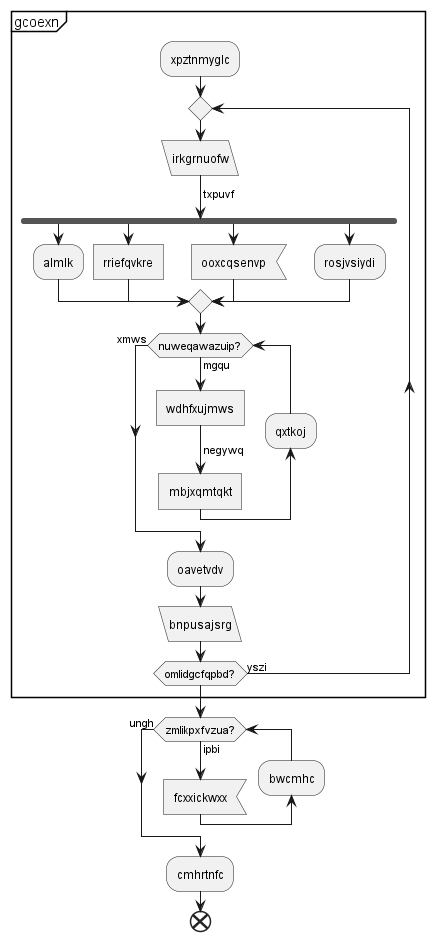 gcoexn
xpztnmyglc
irkgrnuofw
txpuvf
almlk
rriefqvkre
ooxcqsenvp
rosjvsiydi
xmws
nuweqawazuip?
mgqu
wdhfxujmws
qxtkoj
negywq
mbjxqmtqkt
oavetvdv
bnpusajsrg
omlidgcfqpbd?
yszi
ungh
zmlikpxfvzua?
ipbi
bwcmhc
fcxxickwxx
cmhrtnfc